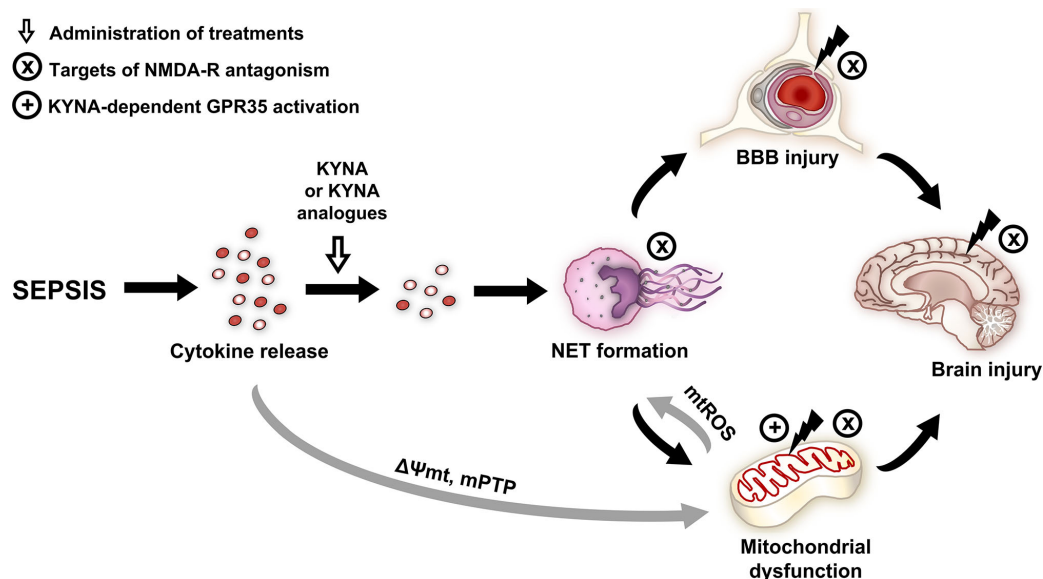 Administration of treatments
Targets of NMDA-R antagonism
KYNA-dependent GPR35 activation
BBB injury
KYNA
or KYNA
analogues
SEPSIS
Cytokine release
NET formation
Brain injury
mtROS
ΔΨmt, mPTP
Mitochondrial
dysfunction